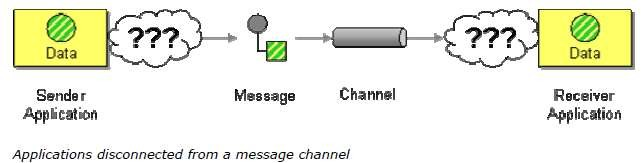 ??? ???
Data Data
Sender Application
Message
Channel
Receiver Application
Applications disconnected from a message channel